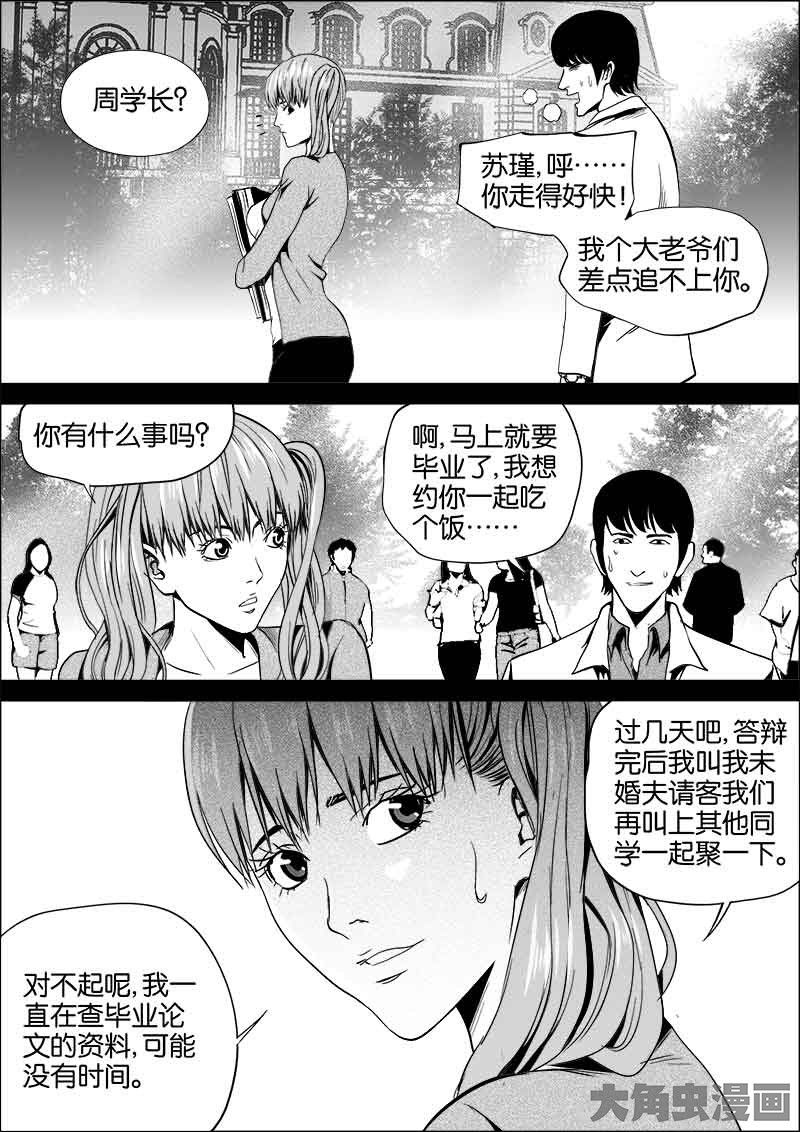 周学长？
苏瑾，呼……
你走得好快！
我个大老爷们
差点追不上你。
你有什么事吗？
啊，马上就要
毕业了，我想
约你一起吃
个饭……
过几天吧，答辩
完后我叫我未
婚夫请客我们
再叫上其他同
学一起聚一下。
对不起呢，我一
直在查毕业论
文的资料，可能
没有时间。
大角虫漫画